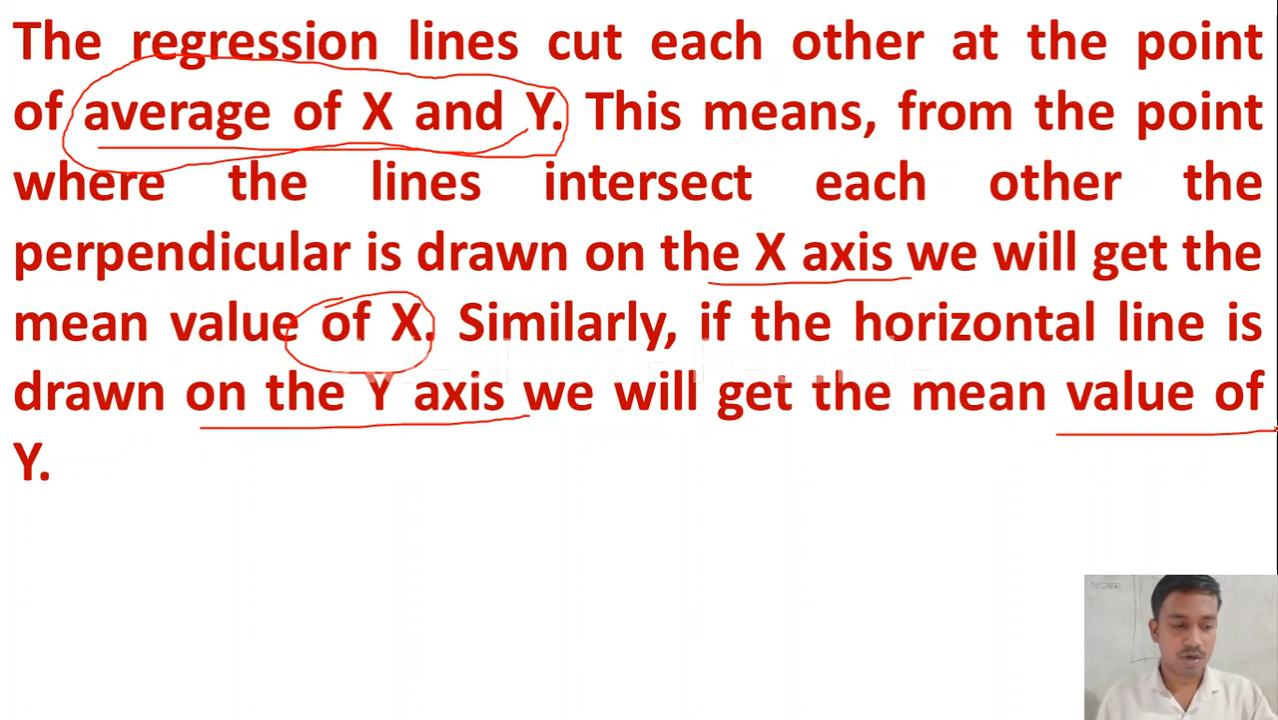 The regression lines cut each other at the point
of average of X and Y. This means, from the point
where the lines intersect each other the
perpendicular is drawn on the X axis we will get the
mean value of X. Similarly, if the horizontal line is
drawn on the Y axis we will get the mean value of
Y.